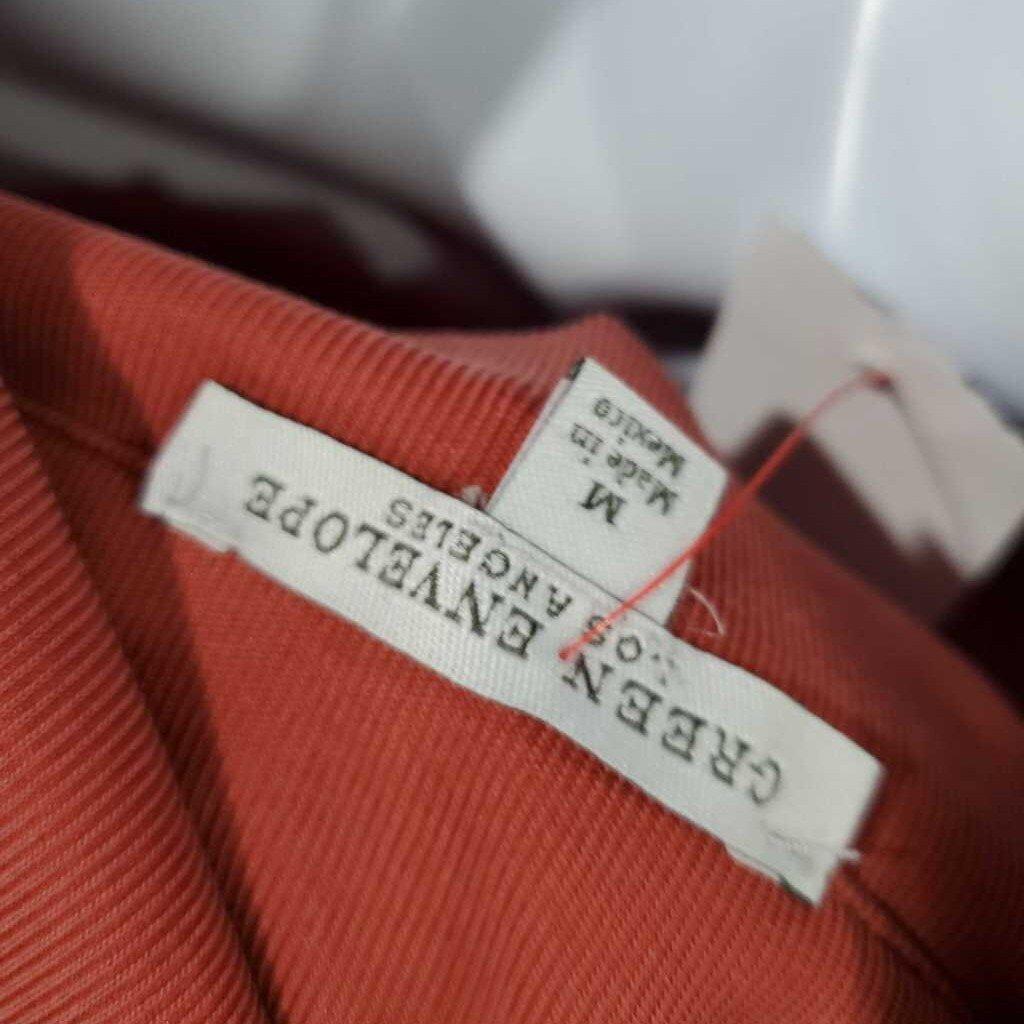 GREEN ENVELOPE
LOS ANGELES
M
Made in
Mexico